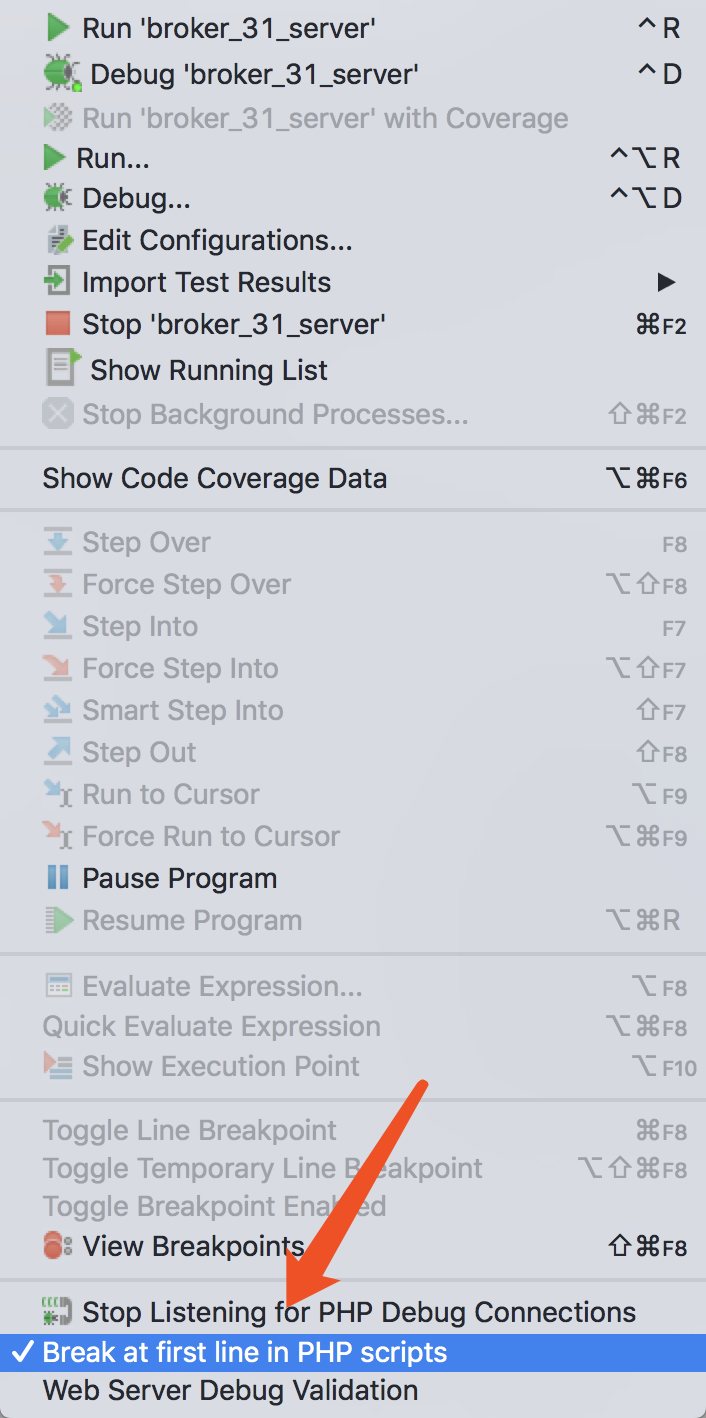 Run 'broker_31_server' ^ R
Debug 'broker_31_server' ^ D
Run 'broker_31_server' with Coverage
Run... ^⌥R
Debug... ^⌥D
Edit Configurations...
Import Test Results ▶
Stop 'broker_31_server' ⌘F2
Show Running List
Stop Background Processes... ⇧⌘F2
Show Code Coverage Data ⌥⌘F6
Step Over F8
Force Step Over ⌥⇧F8
Step Into F7
Force Step Into ⌥⇧F7
Smart Step Into ⇧F7
Step Out ⇧F8
Run to Cursor ⌥F9
Force Run to Cursor ⌥⌘F9
Pause Program
Resume Program ⌥⌘R
Evaluate Expression... ⌥F8
Quick Evaluate Expression ⌥⌘F8
Show Execution Point ⌥F10
Toggle Line Breakpoint ⌘F8
Toggle Temporary Line Breakpoint ⌥⇧⌘F8
Toggle Breakpoint Enabled
View Breakpoints ⇧⌘F8
Stop Listening for PHP Debug Connections
✓ Break at first line in PHP scripts
Web Server Debug Validation